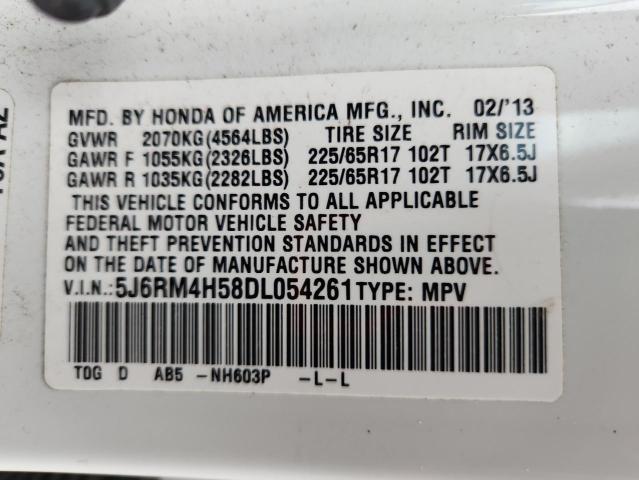 MFD. BY HONDA OF AMERICA MFG., INC. 02/'13
GVWR 2070KG(4564LBS) TIRE SIZE RIM SIZE
GAWR F 1055KG(2326LBS) 225/65R17 102T 17X6.5J
GAWR R 1035KG(2282LBS) 225/65R17 102T 17X6.5J
THIS VEHICLE CONFORMS TO ALL APPLICABLE
FEDERAL MOTOR VEHICLE SAFETY
AND THEFT PREVENTION STANDARDS IN EFFECT
ON THE DATE OF MANUFACTURE SHOWN ABOVE.
V.I.N.:5J6RM4H58DL054261 TYPE: MPV
T0G D AB5 -NH603P -L-L